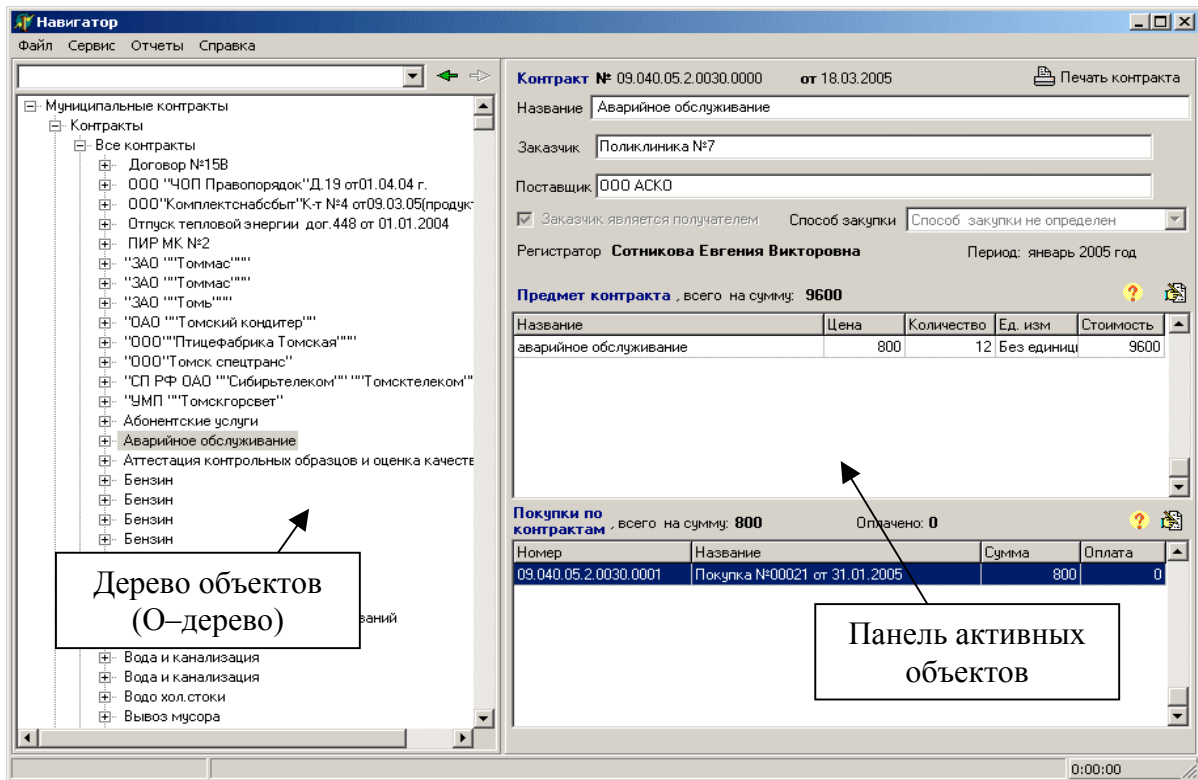 Навигатор
Файл Сервис Отчеты Справка
Муниципальные контракты
Контракты
Все контракты
Договор №15В
ООО "ЧОП Правопорядок"Д.19 от01.04.04 г.
ООО"Комплектснабсбыт"К-т №4 от09.03.05(продук
Отпуск тепловой энергии дог.448 от 01.01.2004
ПИР МК №2
"ЗАО ""Томмас"""
"ЗАО ""Томмас"""
"ЗАО ""Томь"""
"ОАО ""Томский кондитер""
"ООО""Птицефабрика Томская"""
"ООО"Томск спецтранс"
"СП РФ ОАО ""Сибирьтелеком"" ""Томсктелеком"
"УМП ""Томскгорсвет"
Абонентские услуги
Аварийное обслуживание
Аттестация контрольных образцов и оценка качеств
Бензин
Бензин
Бензин
Бензин
Дерево объектов
(О–дерево)
ваний
Вода и канализация
Вода и канализация
Водо хол.стоки
Вывоз мусора
Контракт № 09.040.05.2.0030.0000 от 18.03.2005 Печать контракта
Название Аварийное обслуживание
Заказчик Поликлиника №7
Поставщик ООО АСКО
Заказчик является получателем Способ закупки Способ закупки не определен
Регистратор Сотникова Евгения Викторовна Период: январь 2005 год
Предмет контракта , всего на сумму: 9600 ?
Название Цена Количество Ед. изм Стоимость
аварийное обслуживание 800 12 Без единиц 9600
Покупки по
контрактам , всего на сумму: 800 Оплачено: 0 ?
Номер Название Сумма Оплата
09.040.05.2.0030.0001 Покупка №00021 от 31.01.2005 800 0
Панель активных
объектов
0:00:00